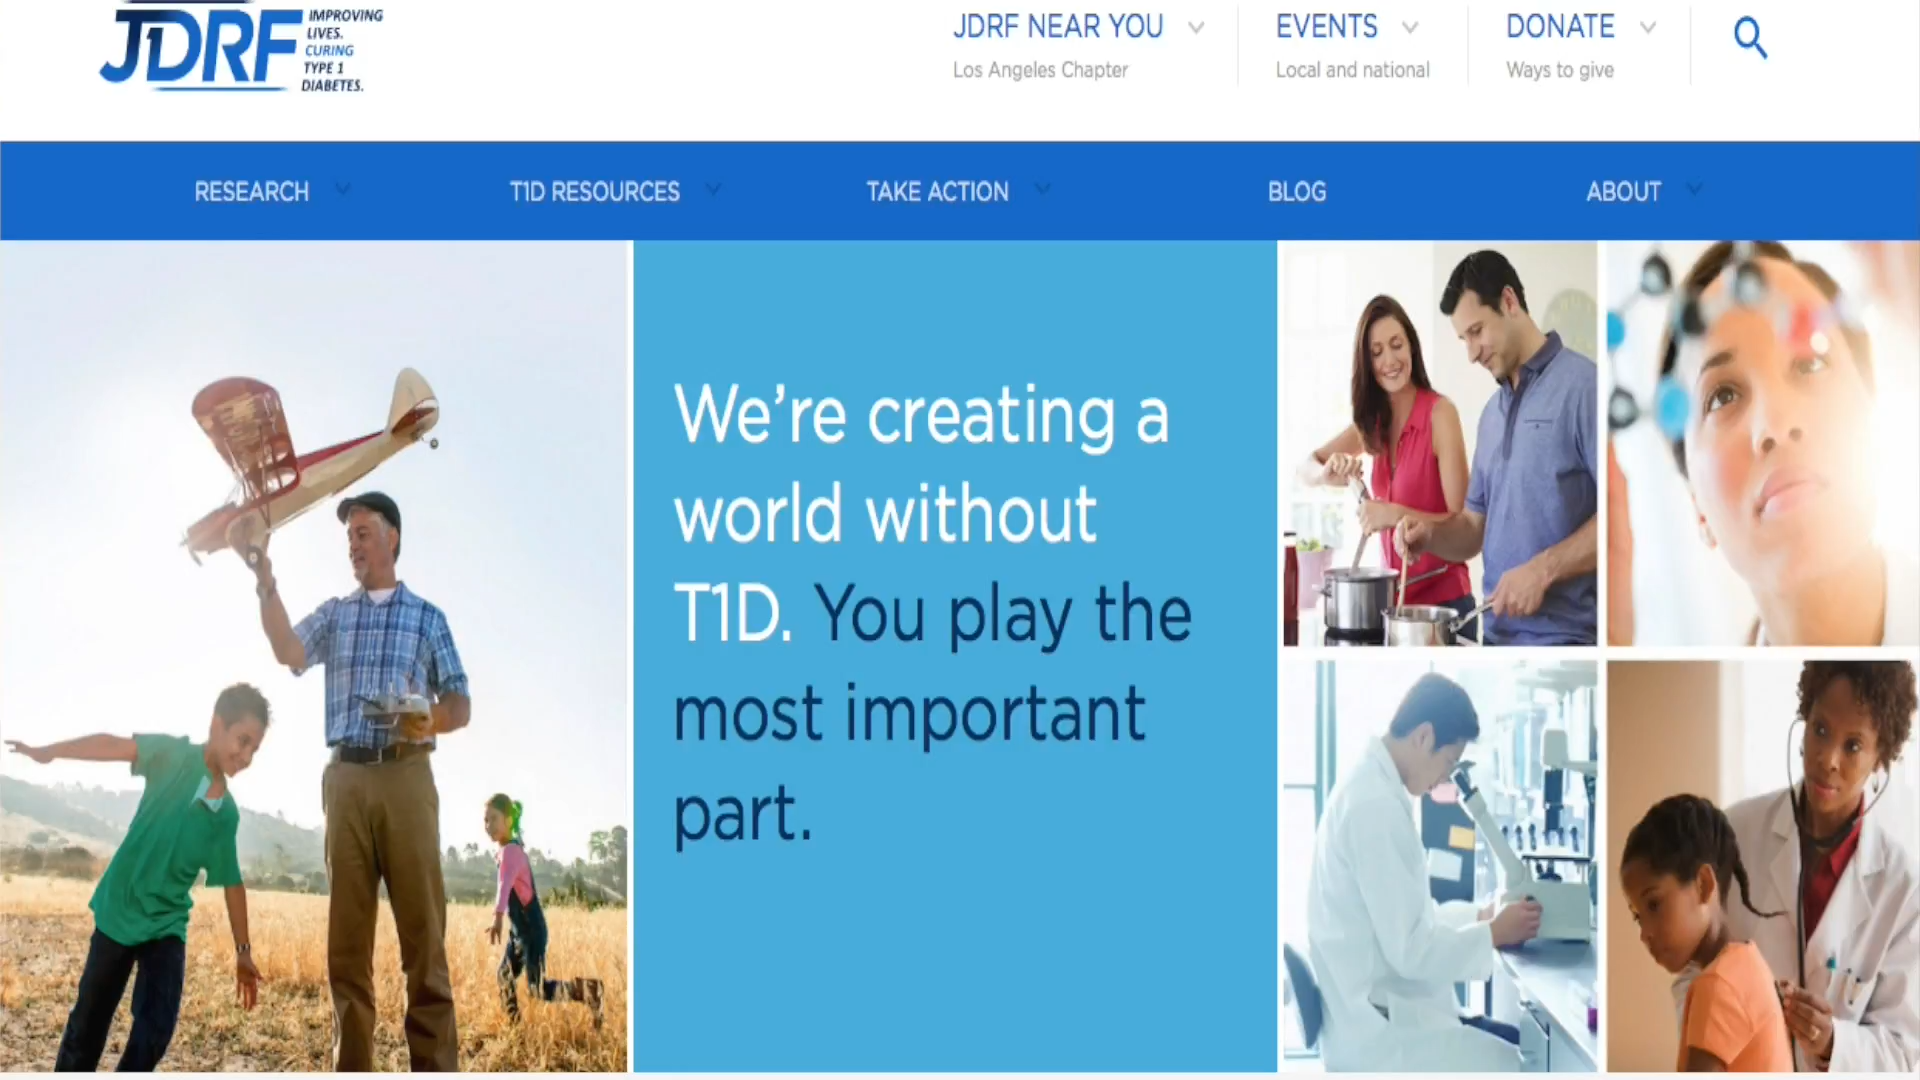 JDRF
IMPROVING
LIVES.
CURING
TYPE 1
DIABETES.
JDRF NEAR YOU
Los Angeles Chapter
EVENTS
Local and national
DONATE
Ways to give
RESEARCH
T1D RESOURCES
TAKE ACTION
BLOG
ABOUT
We're creating a
world without
T1D. You play the
most important
part.